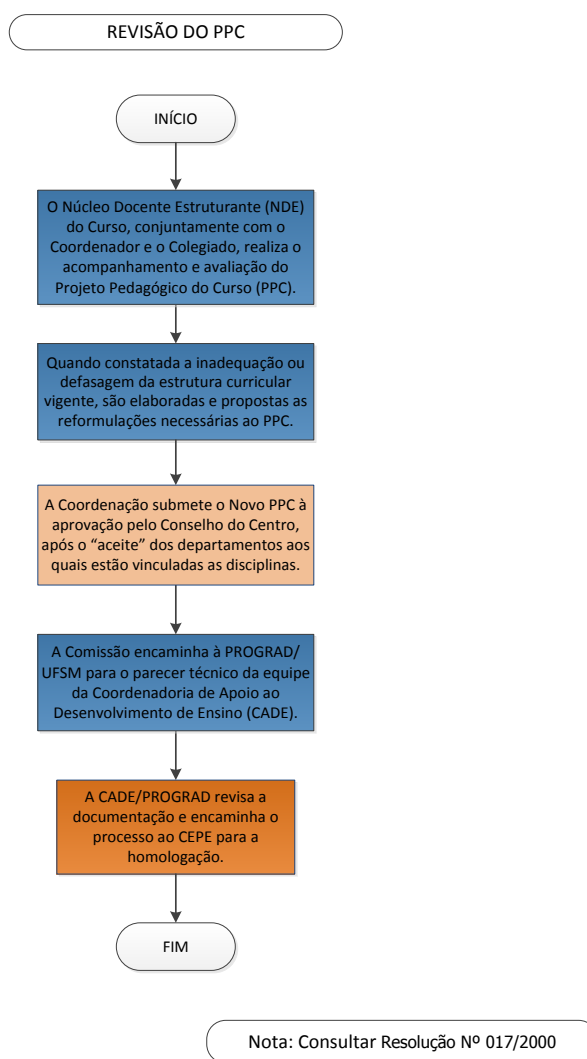 REVISÃO DO PPC
INÍCIO
O Núcleo Docente Estruturante (NDE)
do Curso, conjuntamente com o
Coordenador e o Colegiado, realiza o
acompanhamento e avaliação do
Projeto Pedagógico do Curso (PPC).
Quando constatada a inadequação ou
defasagem da estrutura curricular
vigente, são elaboradas e propostas as
reformulações necessárias ao PPC.
A Coordenação submete o Novo PPC à
aprovação pelo Conselho do Centro,
após o “aceite” dos departamentos aos
quais estão vinculadas as disciplinas.
A Comissão encaminha à PROGRAD/
UFSM para o parecer técnico da equipe
da Coordenadoria de Apoio ao
Desenvolvimento de Ensino (CADE).
A CADE/PROGRAD revisa a
documentação e encaminha o
processo ao CEPE para a
homologação.
FIM
Nota: Consultar Resolução Nº 017/2000